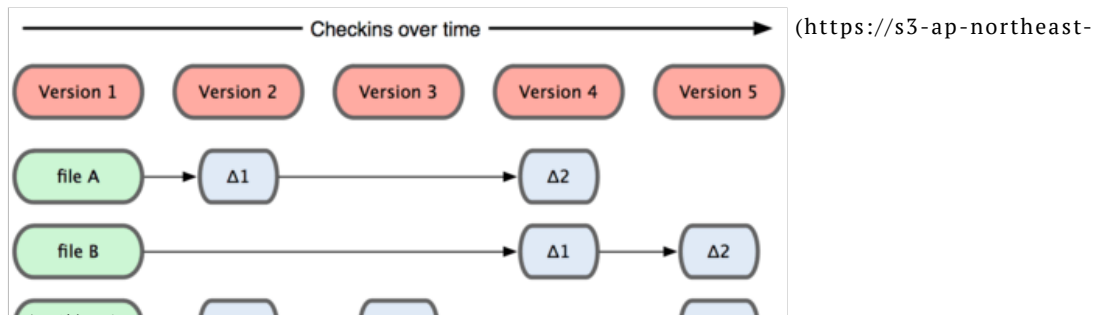 Checkins over time
(https://s3-ap-northeast-
Version 1 Version 2 Version 3 Version 4 Version 5
file A Δ1 Δ2
file B Δ1 Δ2